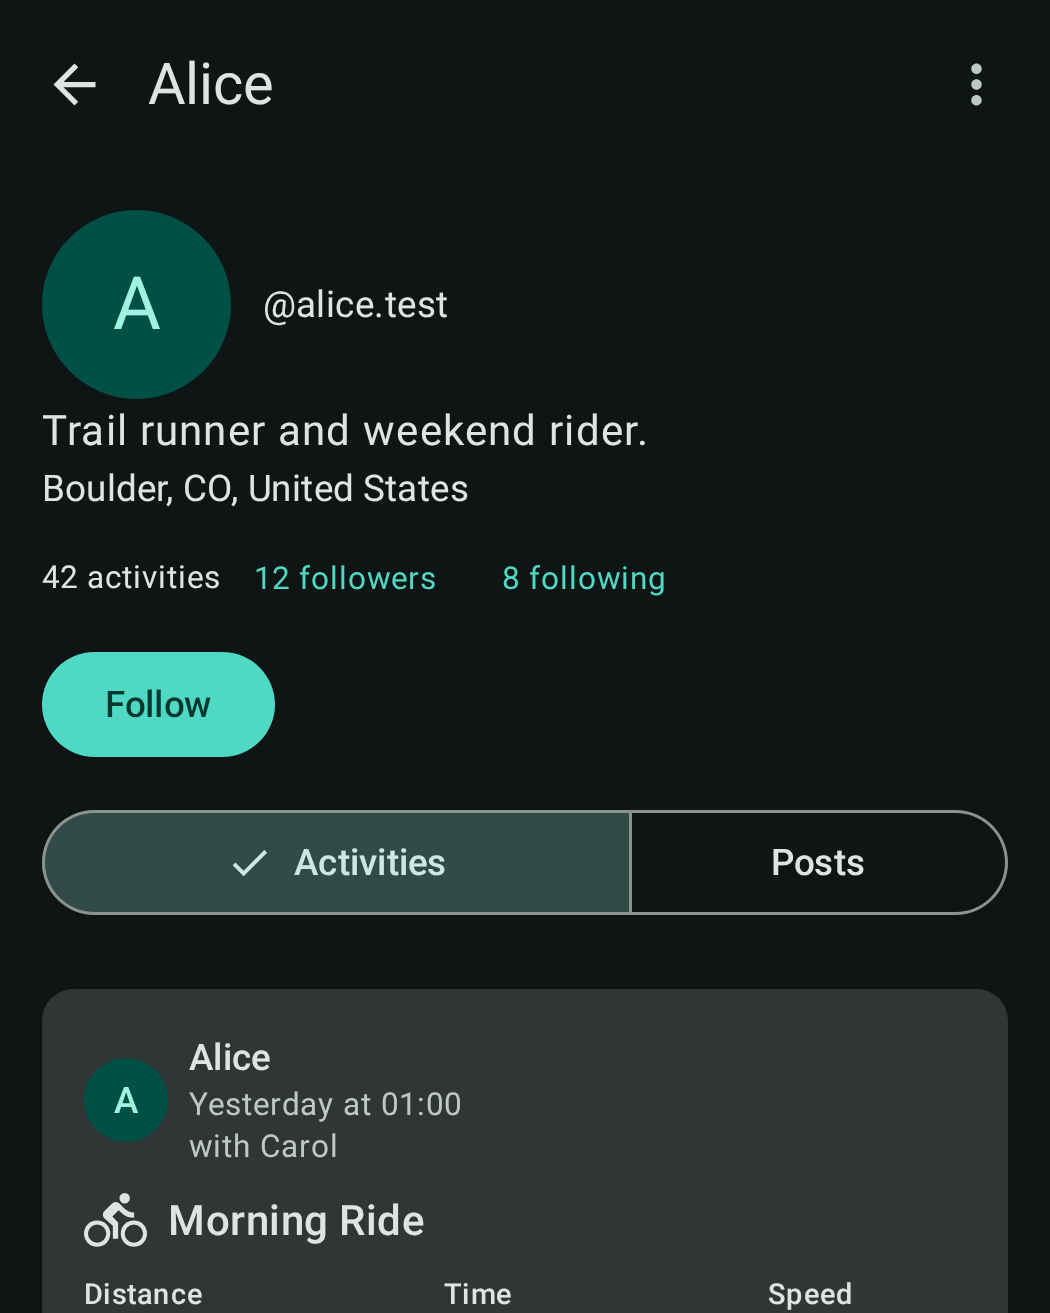 Alice
A
@alice.test
Trail runner and weekend rider.
Boulder, CO, United States
42 activities 12 followers 8 following
Follow
Activities Posts
Alice
A
Yesterday at 01:00
with Carol
Morning Ride
Distance Time Speed